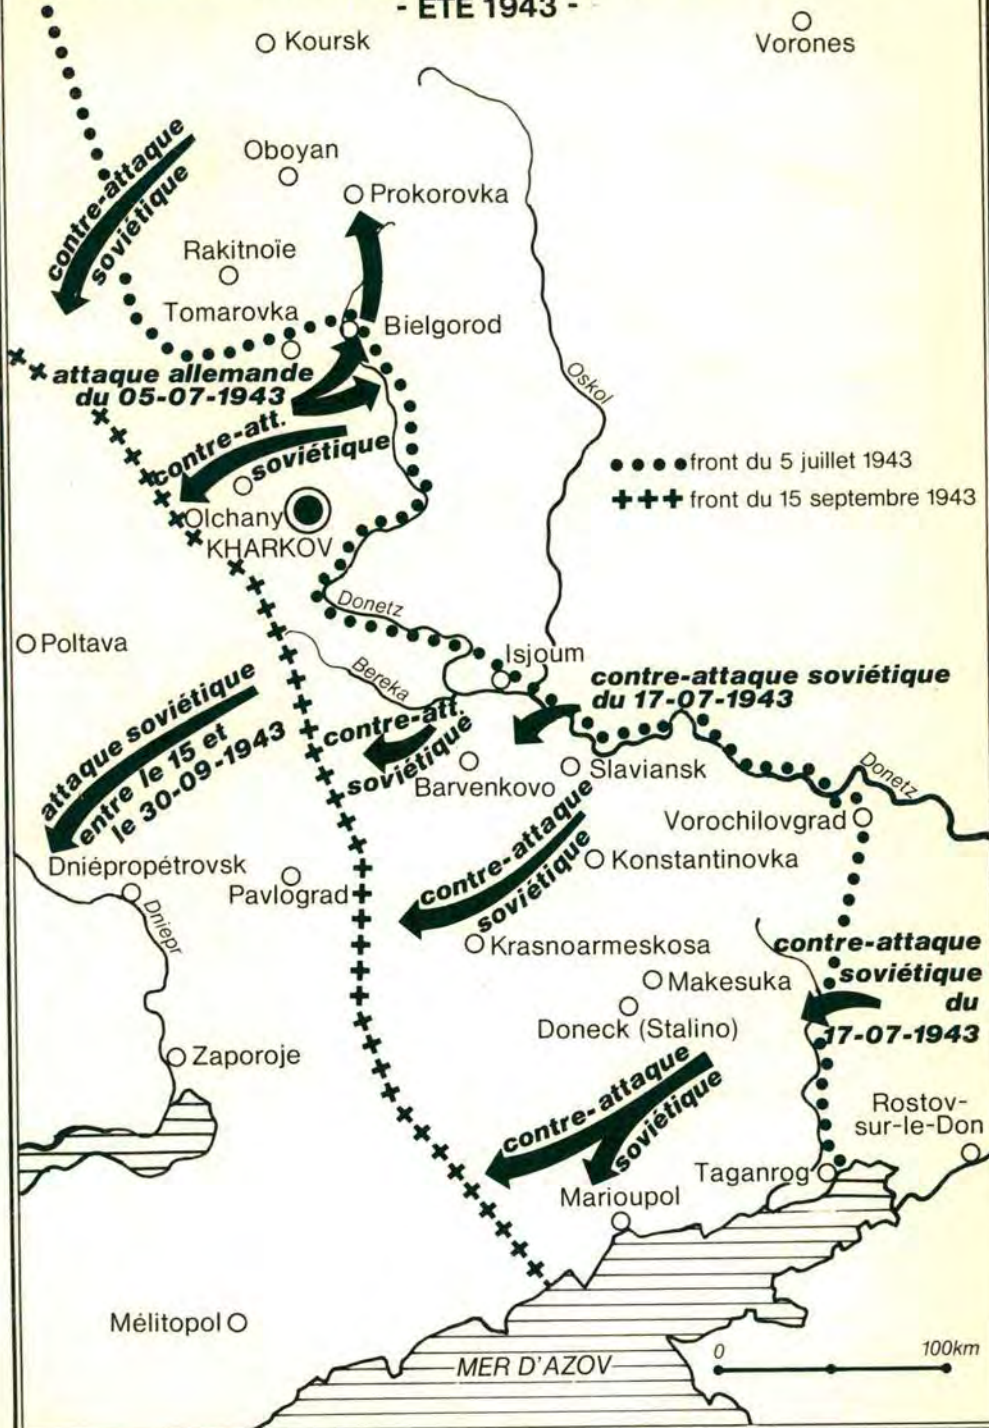 - ÉTÉ 1943 -
Koursk
Vorones
contre-attaque
soviétique
Oboyan
Prokorovka
Rakitnoïe
Tomarovka
Bielgorod
attaque allemande
du 05-07-1943
Oskol
contre-att.
soviétique
front du 5 juillet 1943
front du 15 septembre 1943
Olchany
KHARKOV
Donetz
Poltava
Isjoum
Bereka
contre-attaque soviétique
du 17-07-1943
attaque soviétique
entre le 15 et
le 30-09-1943
contre-att.
soviétique
Barvenkovo
Slaviansk
Donetz
Vorochilovgrad
contre-attaque
soviétique
Konstantinovka
Dniépropétrovsk
Pavlograd
Dniepr
Krasnoarmeskosa
contre-attaque
soviétique
du
17-07-1943
Makesuka
Doneck (Stalino)
Zaporoje
contre-attaque
soviétique
Rostov-
sur-le-Don
Taganrog
Marioupol
Mélitopol
MER D'AZOV
0
100km